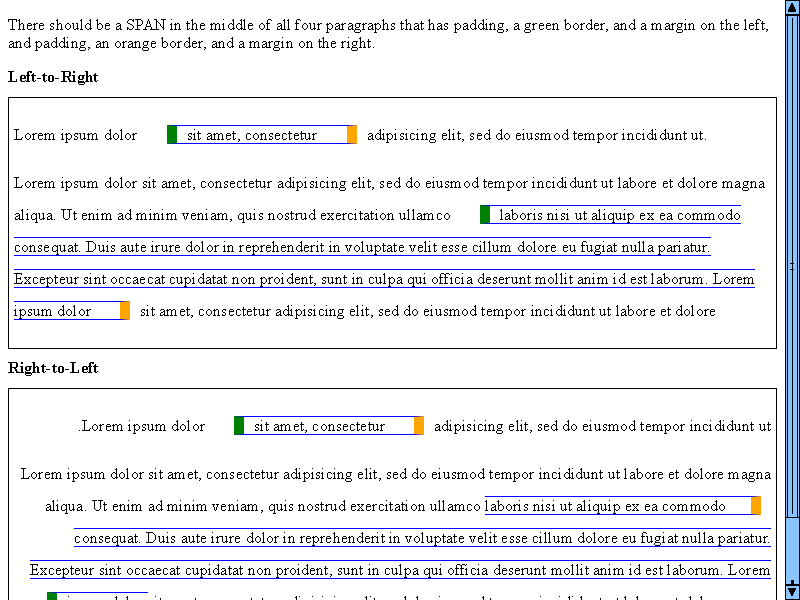 There should be a SPAN in the middle of all four paragraphs that has padding, a green border, and a margin on the left,
and padding, an orange border, and a margin on the right.
Left-to-Right
Lorem ipsum dolor sit amet, consectetur adipisicing elit, sed do eiusmod tempor incididunt ut.
Lorem ipsum dolor sit amet, consectetur adipisicing elit, sed do eiusmod tempor incididunt ut labore et dolore magna
aliqua. Ut enim ad minim veniam, quis nostrud exercitation ullamco laboris nisi ut aliquip ex ea commodo
consequat. Duis aute irure dolor in reprehenderit in voluptate velit esse cillum dolore eu fugiat nulla pariatur.
Excepteur sint occaecat cupidatat non proident, sunt in culpa qui officia deserunt mollit anim id est laborum. Lorem
ipsum dolor sit amet, consectetur adipisicing elit, sed do eiusmod tempor incididunt ut labore et dolore
Right-to-Left
.Lorem ipsum dolor sit amet, consectetur adipisicing elit, sed do eiusmod tempor incididunt ut
Lorem ipsum dolor sit amet, consectetur adipisicing elit, sed do eiusmod tempor incididunt ut labore et dolore magna
aliqua. Ut enim ad minim veniam, quis nostrud exercitation ullamco laboris nisi ut aliquip ex ea commodo
consequat. Duis aute irure dolor in reprehenderit in voluptate velit esse cillum dolore eu fugiat nulla pariatur.
Excepteur sint occaecat cupidatat non proident, sunt in culpa qui officia deserunt mollit anim id est laborum. Lorem